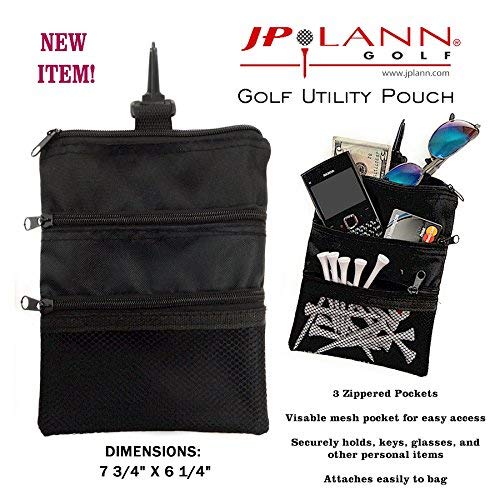 NEW
ITEM!
JP LANN®
GOLF
www.jplann.com
GOLF UTILITY POUCH
3 Zippered Pockets
Visable mesh pocket for easy access
Securely holds, keys, glasses, and
other personal items
Attaches easily to bag
DIMENSIONS:
7 3/4" X 6 1/4"